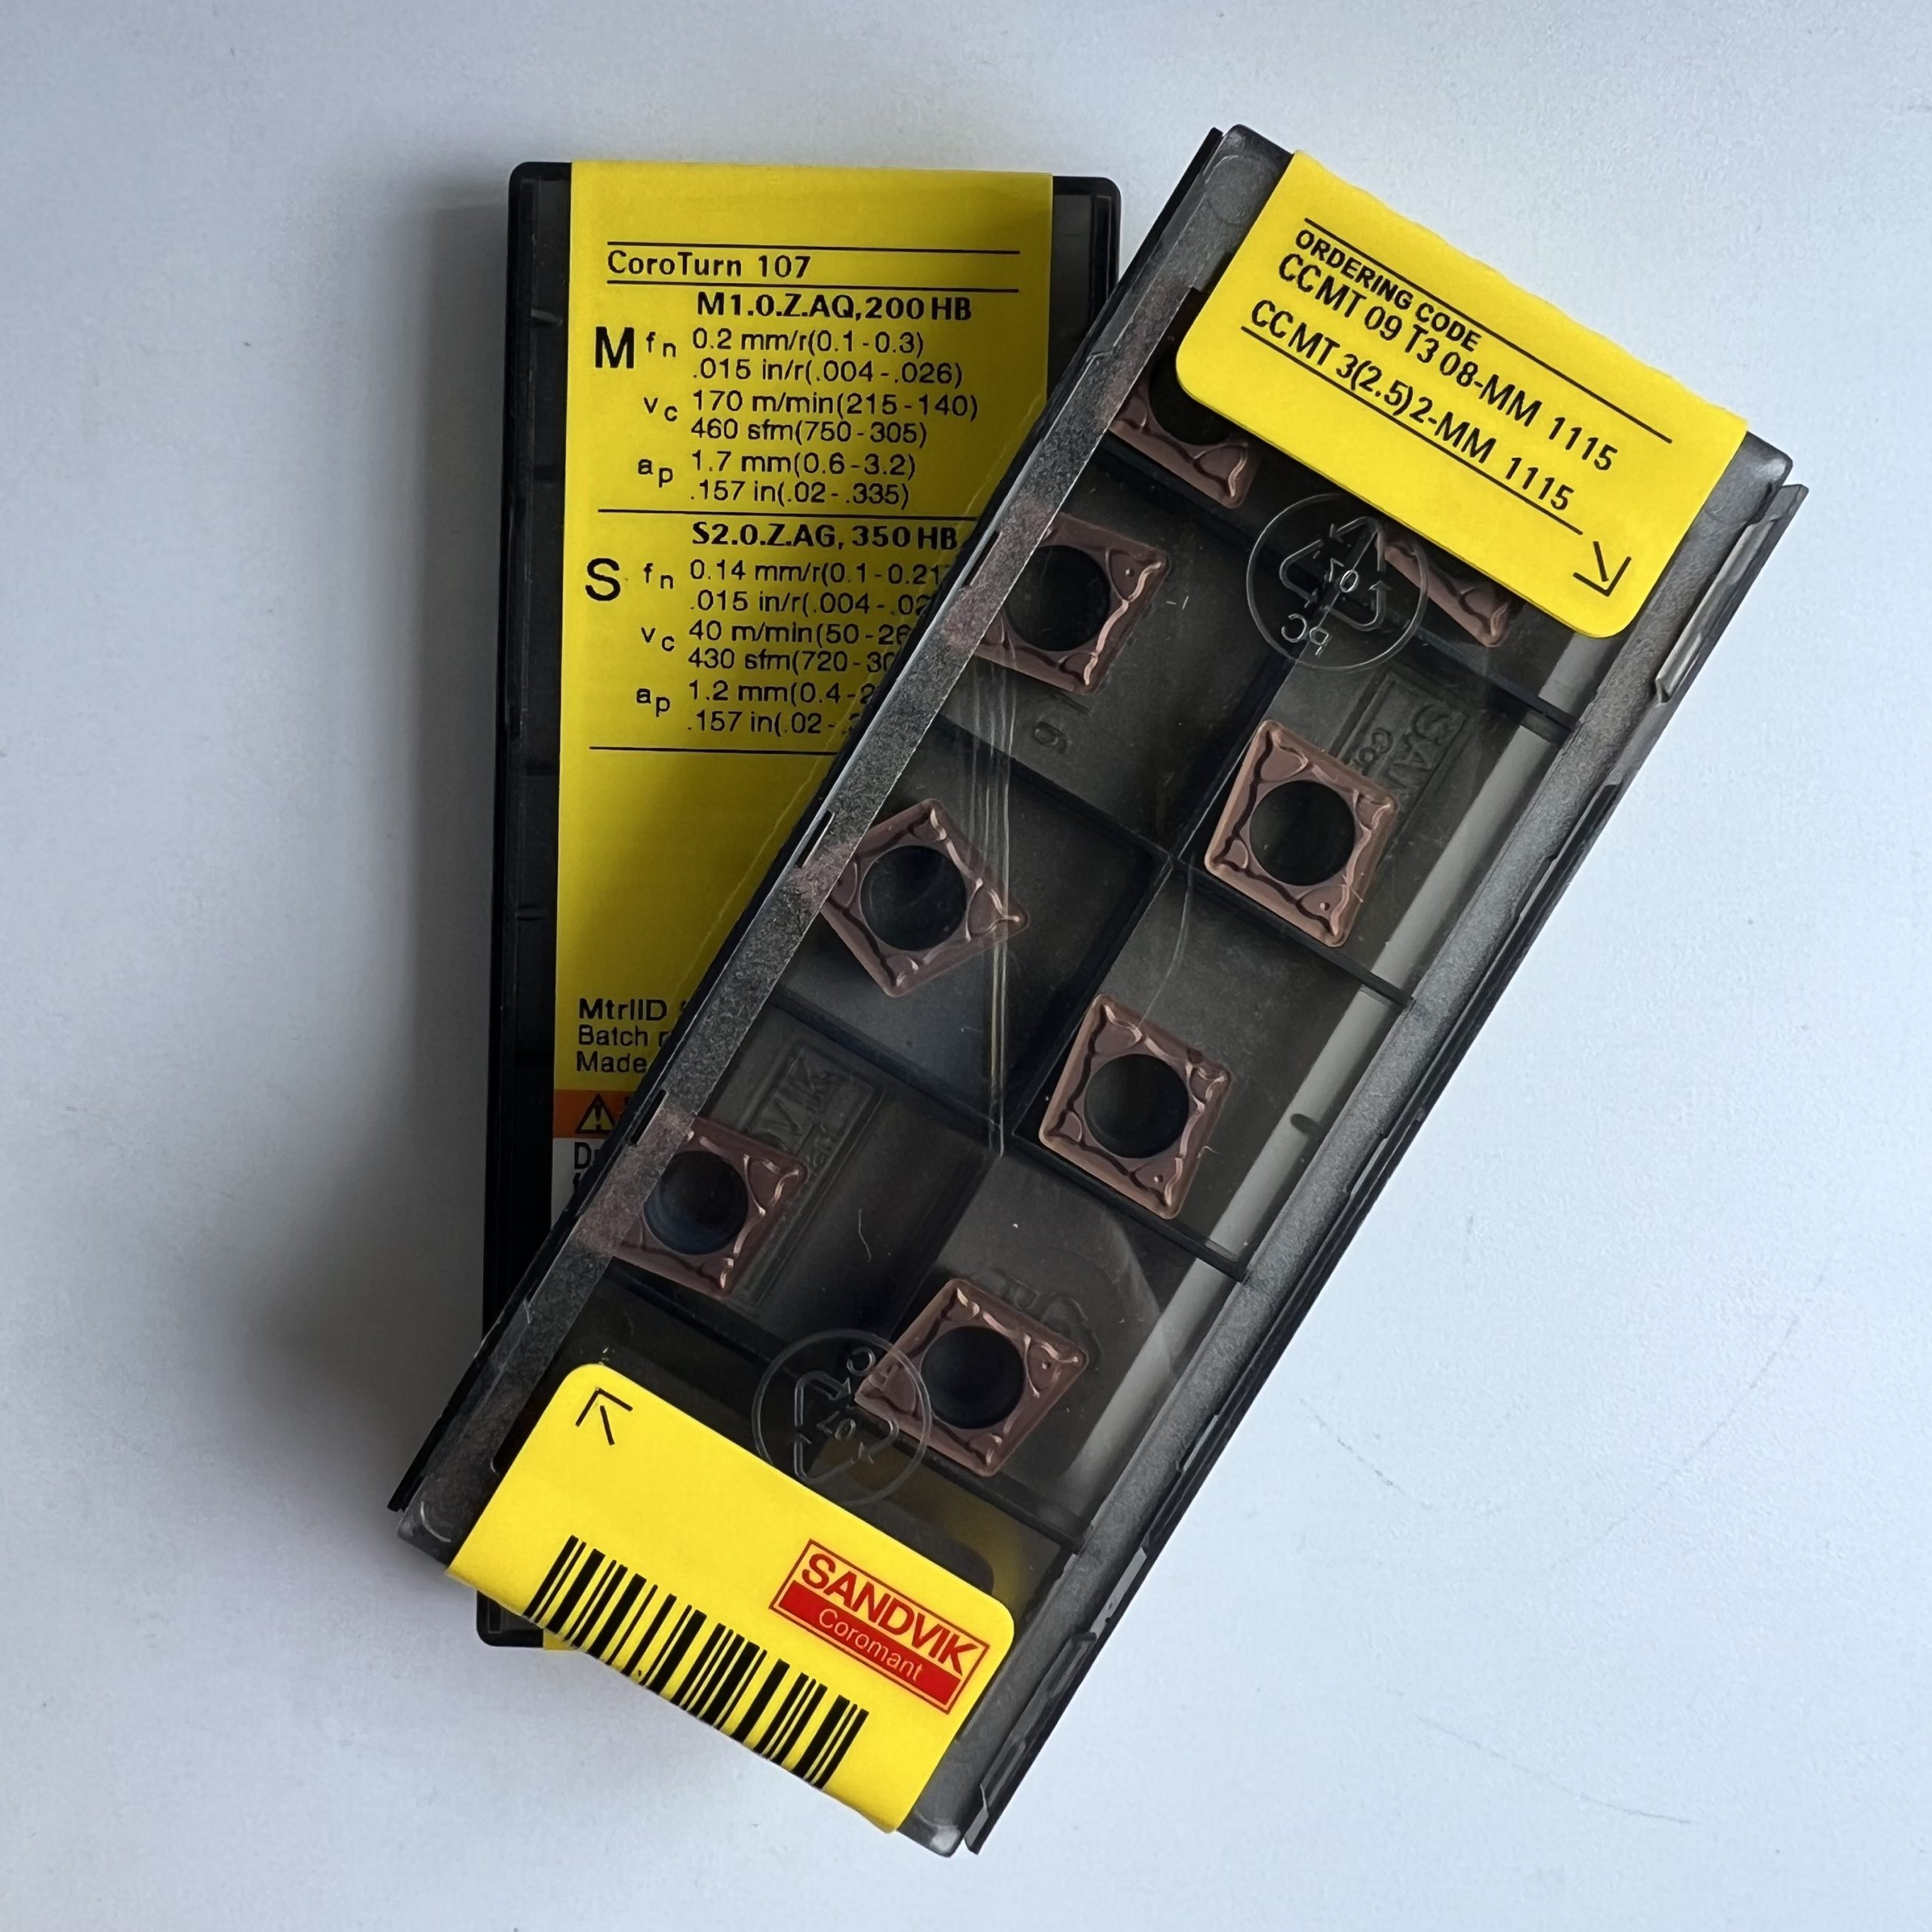 CoroTurn 107
M1.0.Z.AQ,200 HB
M fn 0.2 mm/r(0.1-0.3)
.015 in/r(.004-.026)
vc 170 m/min(215-140)
460 sfm(750-305)
ap 1.7 mm(0.6-3.2)
.157 in(.02-.335)
S2.0.Z.AG, 350 HB
S fn 0.14 mm/r(0.1-0.21
.015 in/r(.004-.02
vc 40 m/min(50-26
430 sfm(720-30
ap 1.2 mm(0.4-2
.157 in(.02-
MtrlID
Batch
Made
ORDERING CODE
CCMT 09 T3 08-MM 1115
CCMT 3(2.5)2-MM 1115
07
PC
07
PC
SANDVIK
Coromant